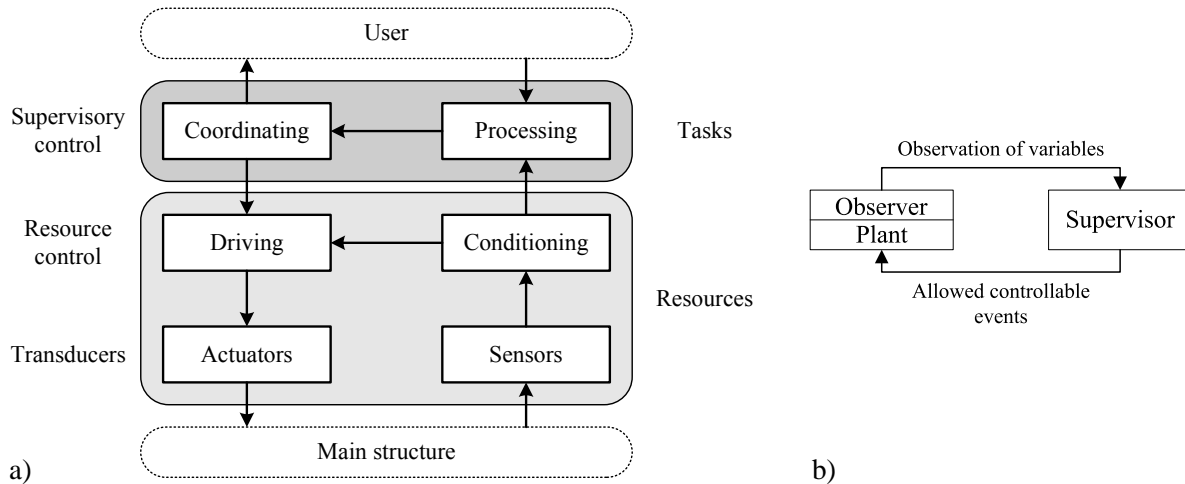 User
Supervisory
control
Coordinating
Processing
Tasks
Resource
control
Driving
Conditioning
Resources
Transducers
Actuators
Sensors
Main structure
a)
Observation of variables
Observer
Plant
Supervisor
Allowed controllable
events
b)